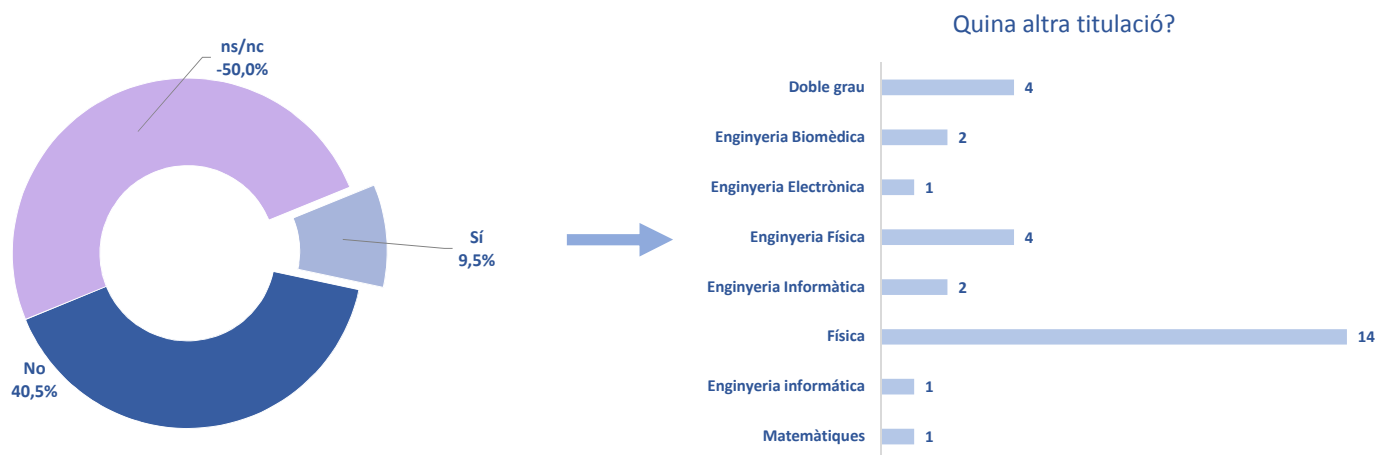 ns/nc
-50,0%
Sí
9,5%
No
40,5%
Quina altra titulació?
Doble grau 4
Enginyeria Biomèdica 2
Enginyeria Electrònica 1
Enginyeria Física 4
Enginyeria Informàtica 2
Física 14
Enginyeria informática 1
Matemàtiques 1